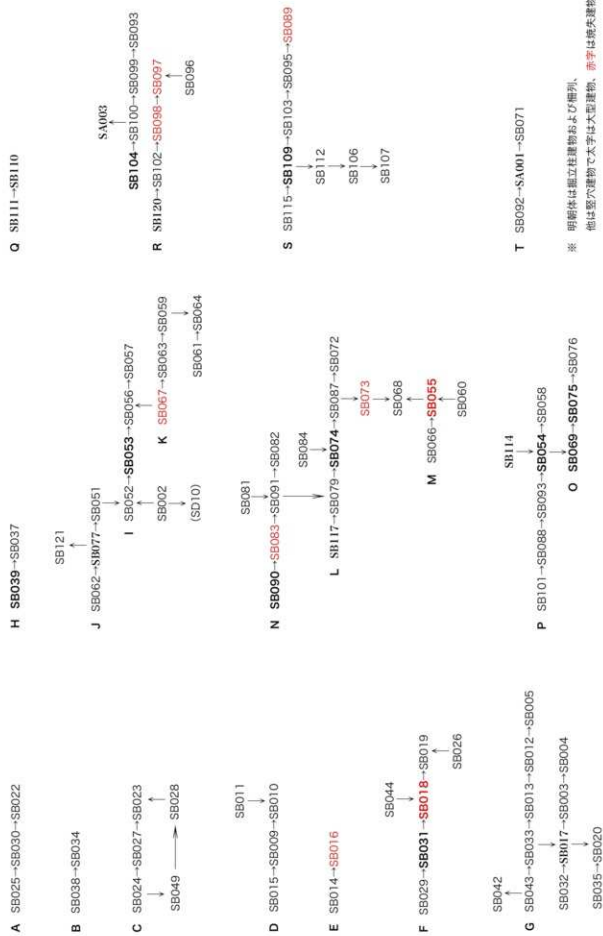 A SB025→SB030→SB022
B SB038→SB034
C SB024→SB027→SB023
SB049→SB028
SB011
D SB015→SB009→SB010
E SB014→SB016
SB044
F SB029→SB031→SB018→SB019
SB026
SB042
G SB043→SB033→SB013→SB012→SB005
SB032→SB017→SB003→SB004
SB035→SB020
H SB039→SB037
SB121
J SB062→SB077→SB051
I SB052→SB053→SB056→SB057
SB002
K SB067→SB063→SB059
(SD10)
SB061→SB064
SB081
N SB090→SB083→SB091→SB082
SB084
L SB117→SB079→SB074→SB087→SB072
SB073
SB068
M SB066→SB055
SB060
SB114
P SB101→SB088→SB093→SB054→SB058
O SB069→SB075→SB076
Q SB111→SB110
SA003
SB104→SB100→SB099→SB093
R SB120→SB102→SB098→SB097
SB096
S SB115→SB109→SB103→SB095→SB089
SB112
SB106
SB107
T SB092→SA001→SB071
※ 明朝体は掘立柱建物および柵列、
他は竪穴建物で太字は大型建物、赤字は焼失建物